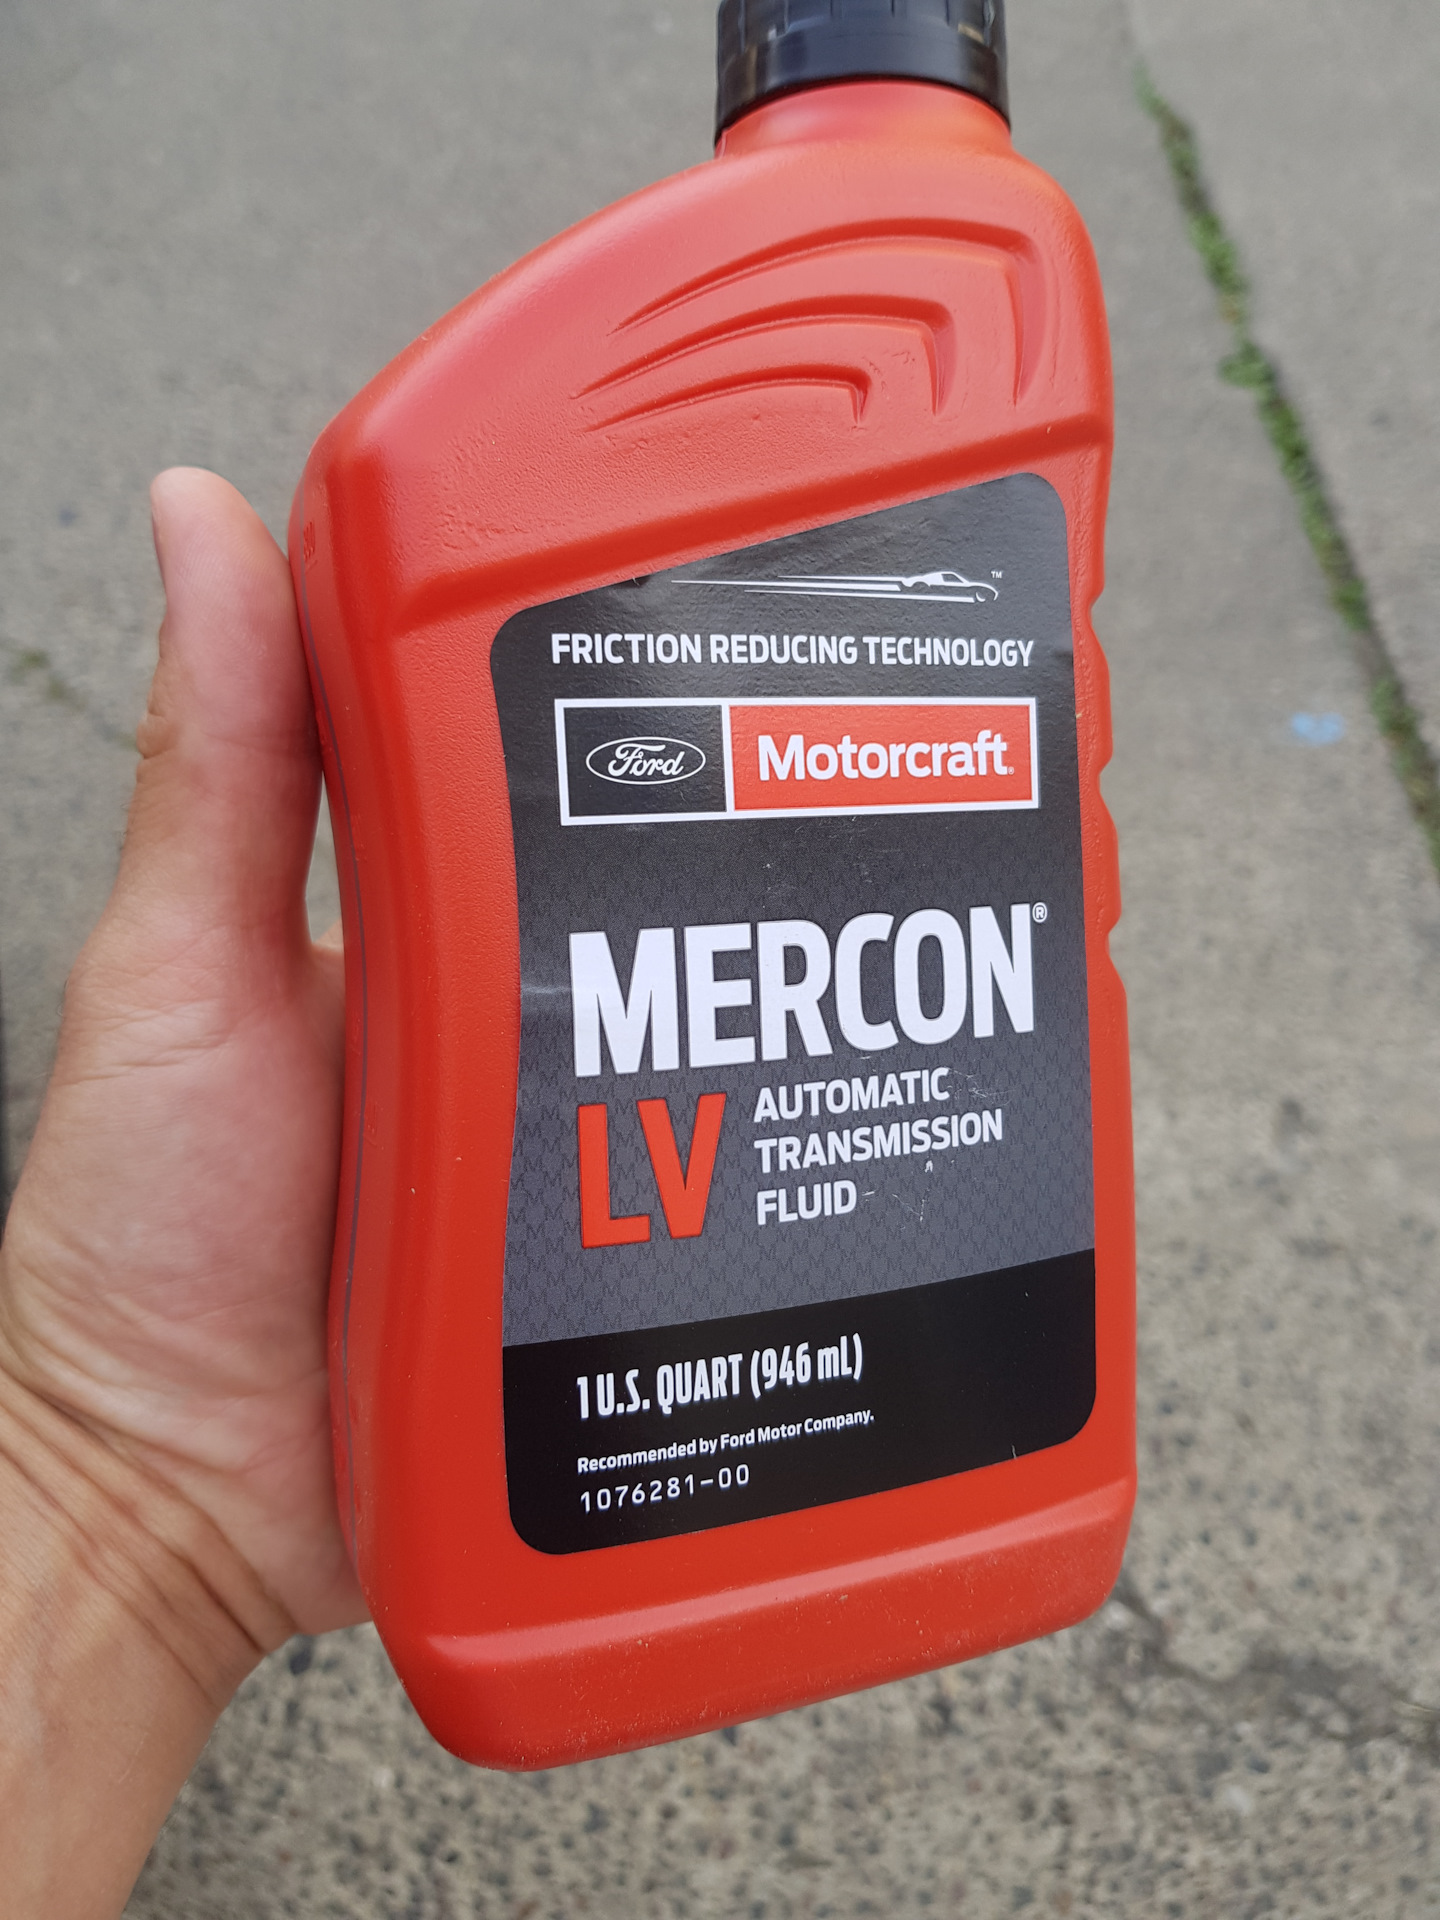 ™
FRICTION REDUCING TECHNOLOGY
Ford Motorcraft®
MERCON®
LV
AUTOMATIC
TRANSMISSION
FLUID
1 U.S. QUART (946 mL)
Recommended by Ford Motor Company.
1076281-00